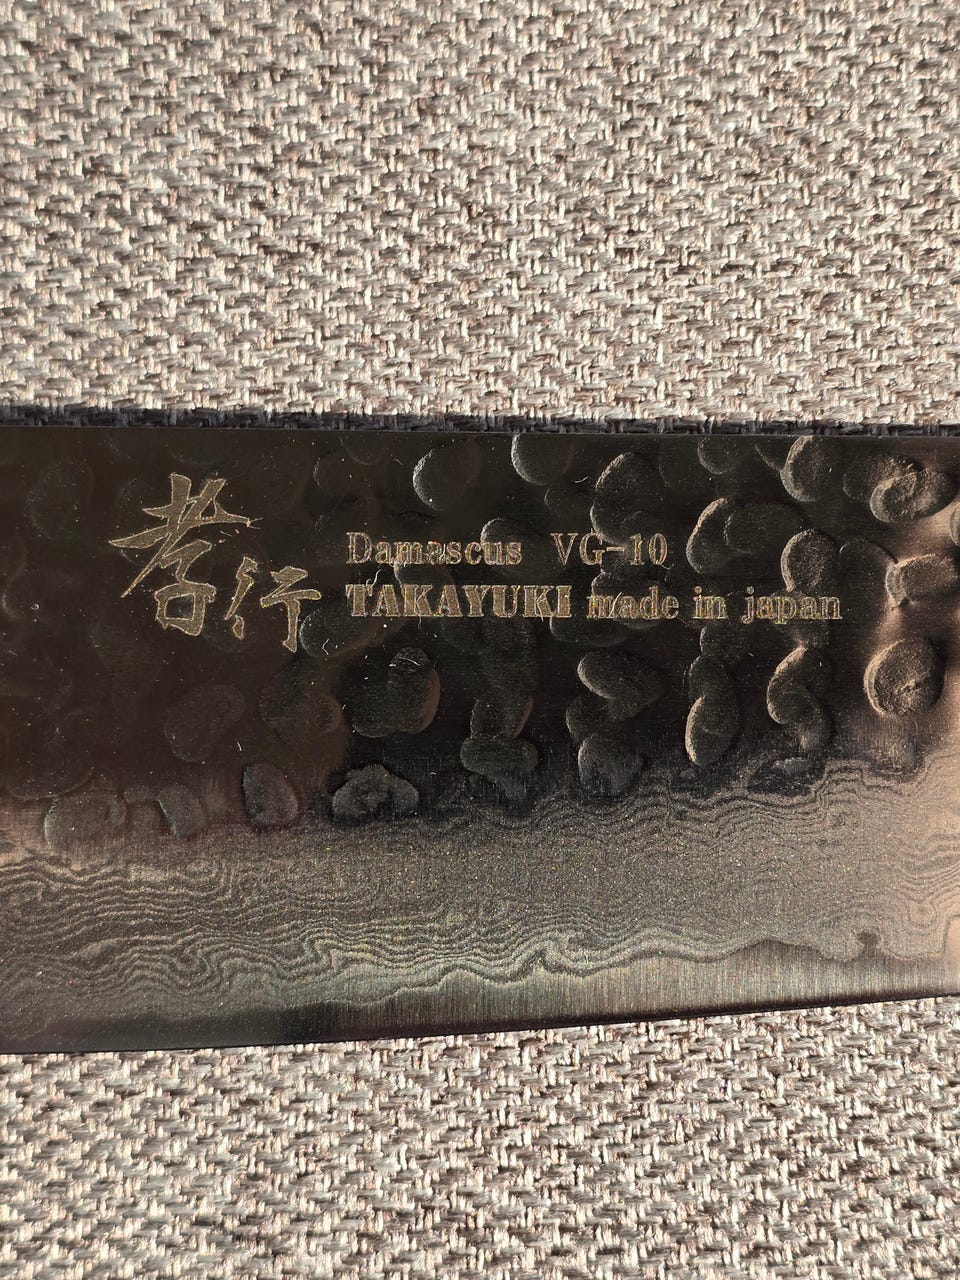 孝行
Damascus VG-10
TAKAYUKI made in japan